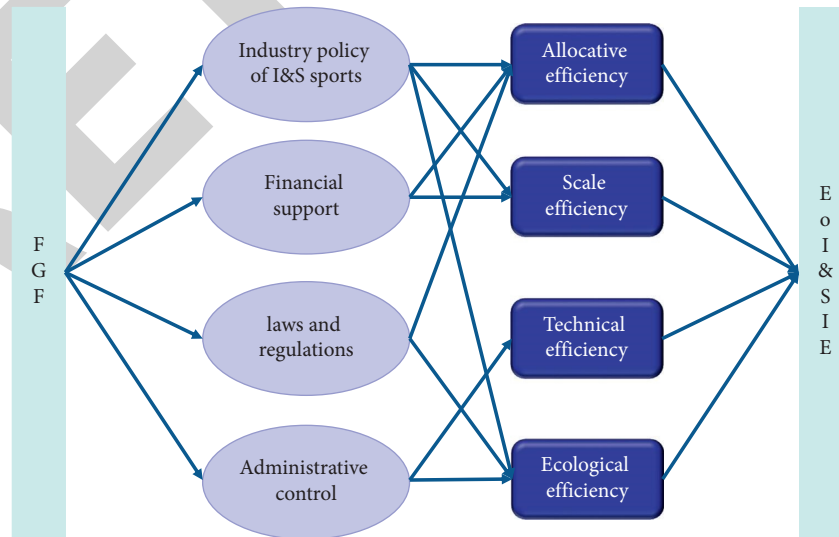 F
G
F
Industry policy
of I&S sports
Financial
support
laws and
regulations
Administrative
control
Allocative
efficiency
Scale
efficiency
Technical
efficiency
Ecological
efficiency
E
o
I
&
S
I
E